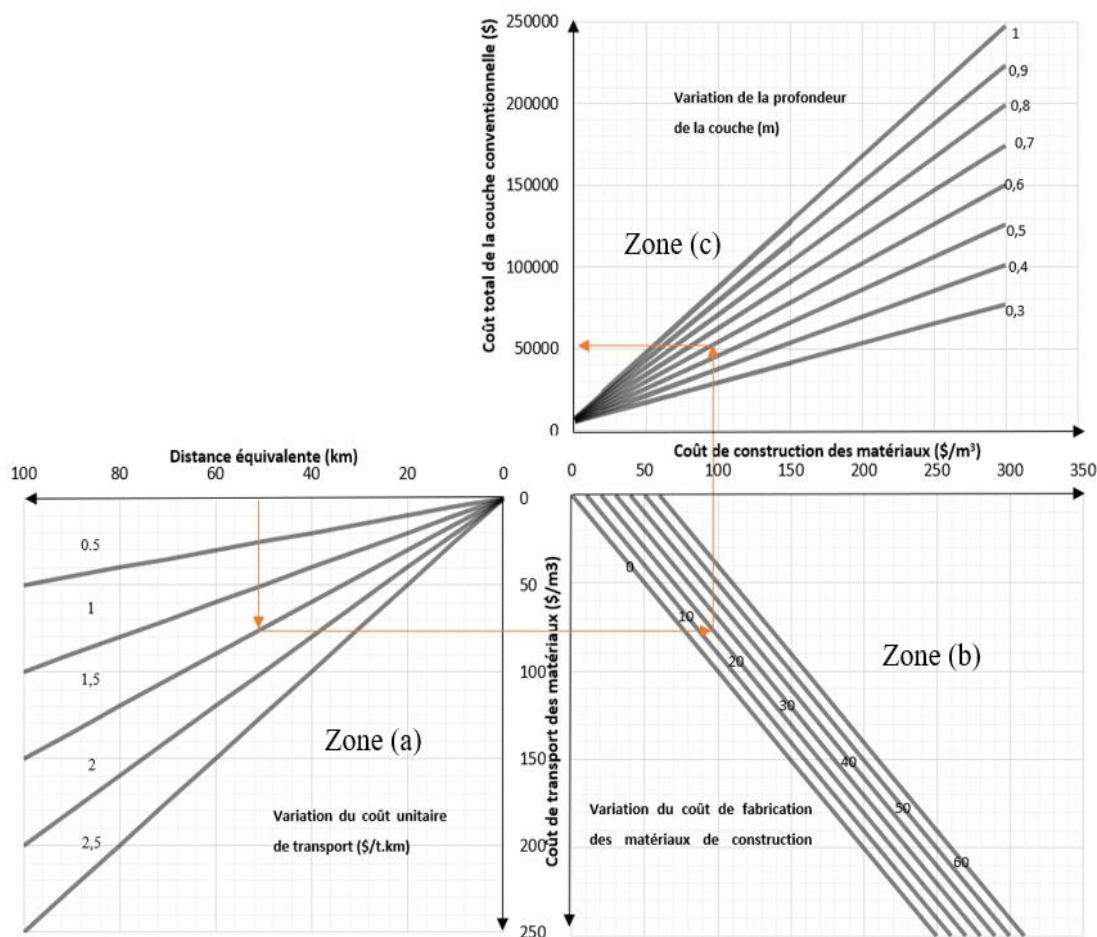 250000
200000
150000
100000
50000
0
Coût total de la couche conventionnelle ($)
Variation de la profondeur
de la couche (m)
Zone (c)
1
0,9
0,8
0,7
0,6
0,5
0,4
0,3
Coût de construction des matériaux ($/m³)
0 50 100 150 200 250 300 350
Distance équivalente (km)
100 80 60 40 20 0
0
50
100
150
200
250
Coût de transport des matériaux ($/m3)
0.5
1
1,5
2
2,5
Zone (a)
Variation du coût unitaire
de transport ($/t.km)
0
10
20
30
40
50
60
Zone (b)
Variation du coût de fabrication
des matériaux de construction